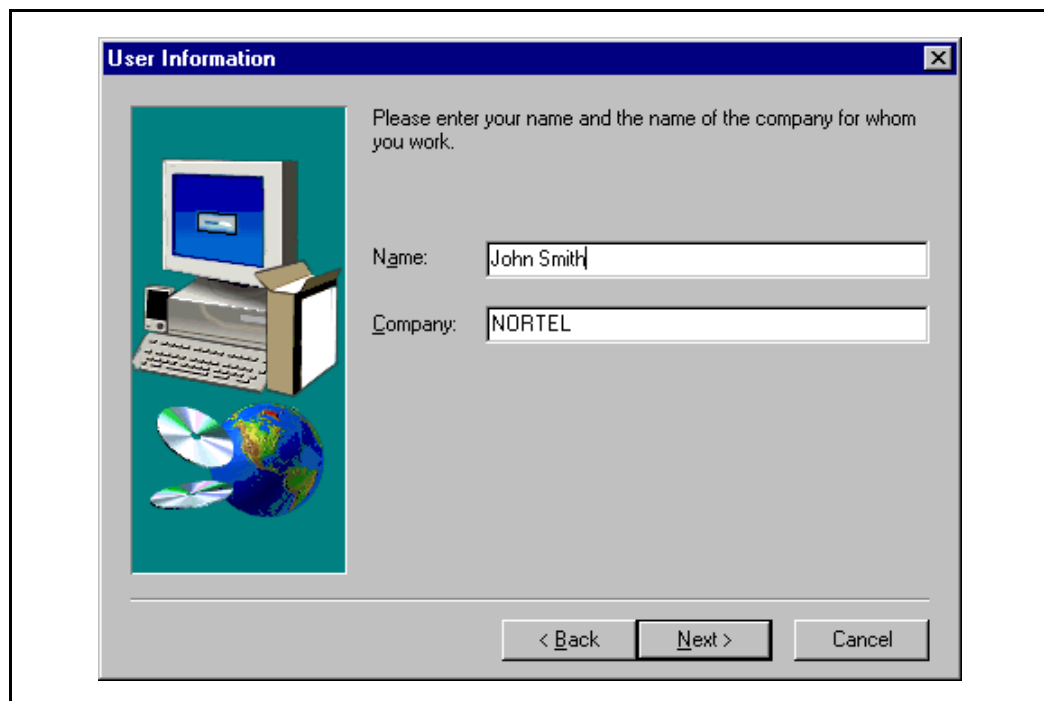 User Information
Please enter your name and the name of the company for whom
you work.
Name: John Smith
Company: NORTEL
< Back Next > Cancel